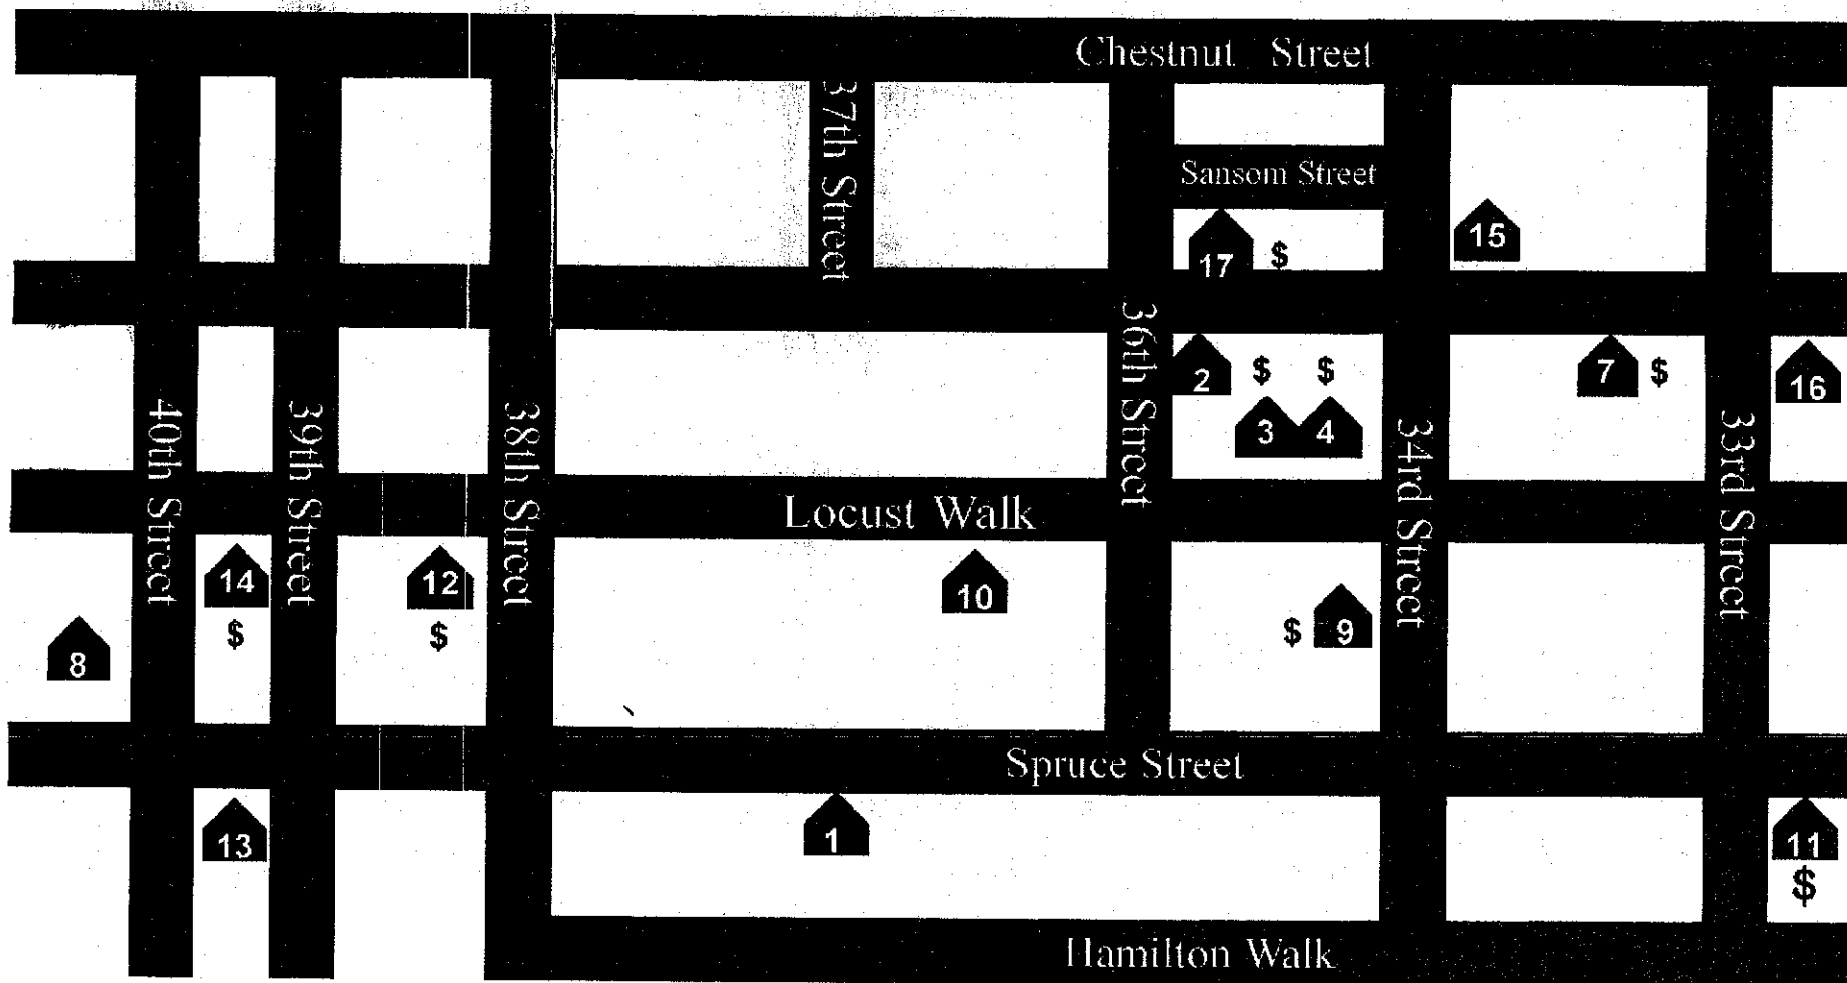 Chestnut Street
37th Street
Sansom Street
17 $
15
36th Street
2 $ $
3 4
7 $
16
40th Street
39th Street
38th Street
34rd Street
33rd Street
Locust Walk
14
$
12
$
10
$ 9
8
Spruce Street
13
1
11
$
Hamilton Walk